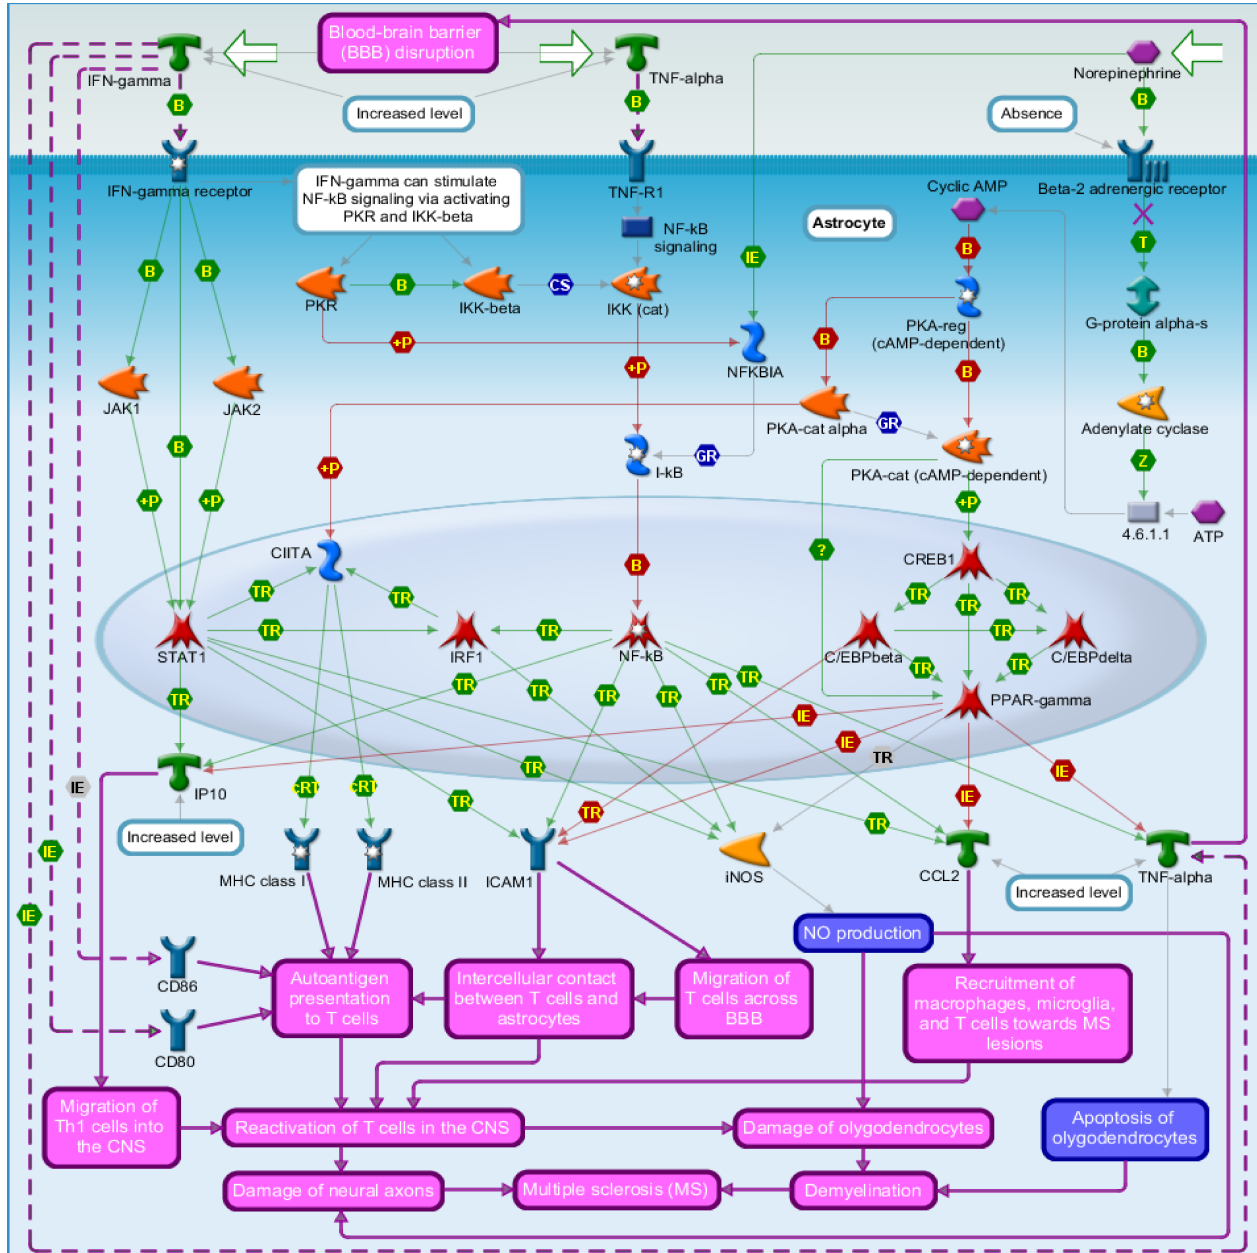 Blood-brain barrier
(BBB) disruption
IFN-gamma
TNF-alpha
Norepinephrine
Increased level
Absence
B
B
B
IFN-gamma receptor
IFN-gamma can stimulate
NF-kB signaling via activating
PKR and IKK-beta
TNF-R1
Cyclic AMP
Beta-2 adrenergic receptor
NF-kB
signaling
Astrocyte
B
B
IE
B
T
PKR
B
IKK-beta
CS
IKK (cat)
PKA-reg
(cAMP-dependent)
G-protein alpha-s
+P
NFKBIA
B
B
+P
B
JAK1
JAK2
PKA-cat alpha
GR
Adenylate cyclase
B
+P
I-kB
GR
PKA-cat (cAMP-dependent)
Z
+P
+P
+P
4.6.1.1
ATP
CIITA
B
?
CREB1
TR
TR
TR
TR
TR
STAT1
TR
IRF1
TR
NF-kB
C/EBPbeta
TR
C/EBPdelta
TR
TR
TR
TR
TR
TR
TR
TR
TR
PPAR-gamma
IE
IE
TR
TR
IE
IP10
IE
cRT
cRT
TR
TR
IE
TR
Increased level
IE
MHC class I
MHC class II
ICAM1
iNOS
CCL2
TNF-alpha
Increased level
IE
NO production
CD86
Autoantigen
presentation
to T cells
Intercellular contact
between T cells and
astrocytes
Migration of
T cells across
BBB
Recruitment of
macrophages, microglia,
and T cells towards MS
lesions
CD80
Migration of
Th1 cells into
the CNS
Reactivation of T cells in the CNS
Damage of olygodendrocytes
Apoptosis of
olygodendrocytes
Damage of neural axons
Multiple sclerosis (MS)
Demyelination